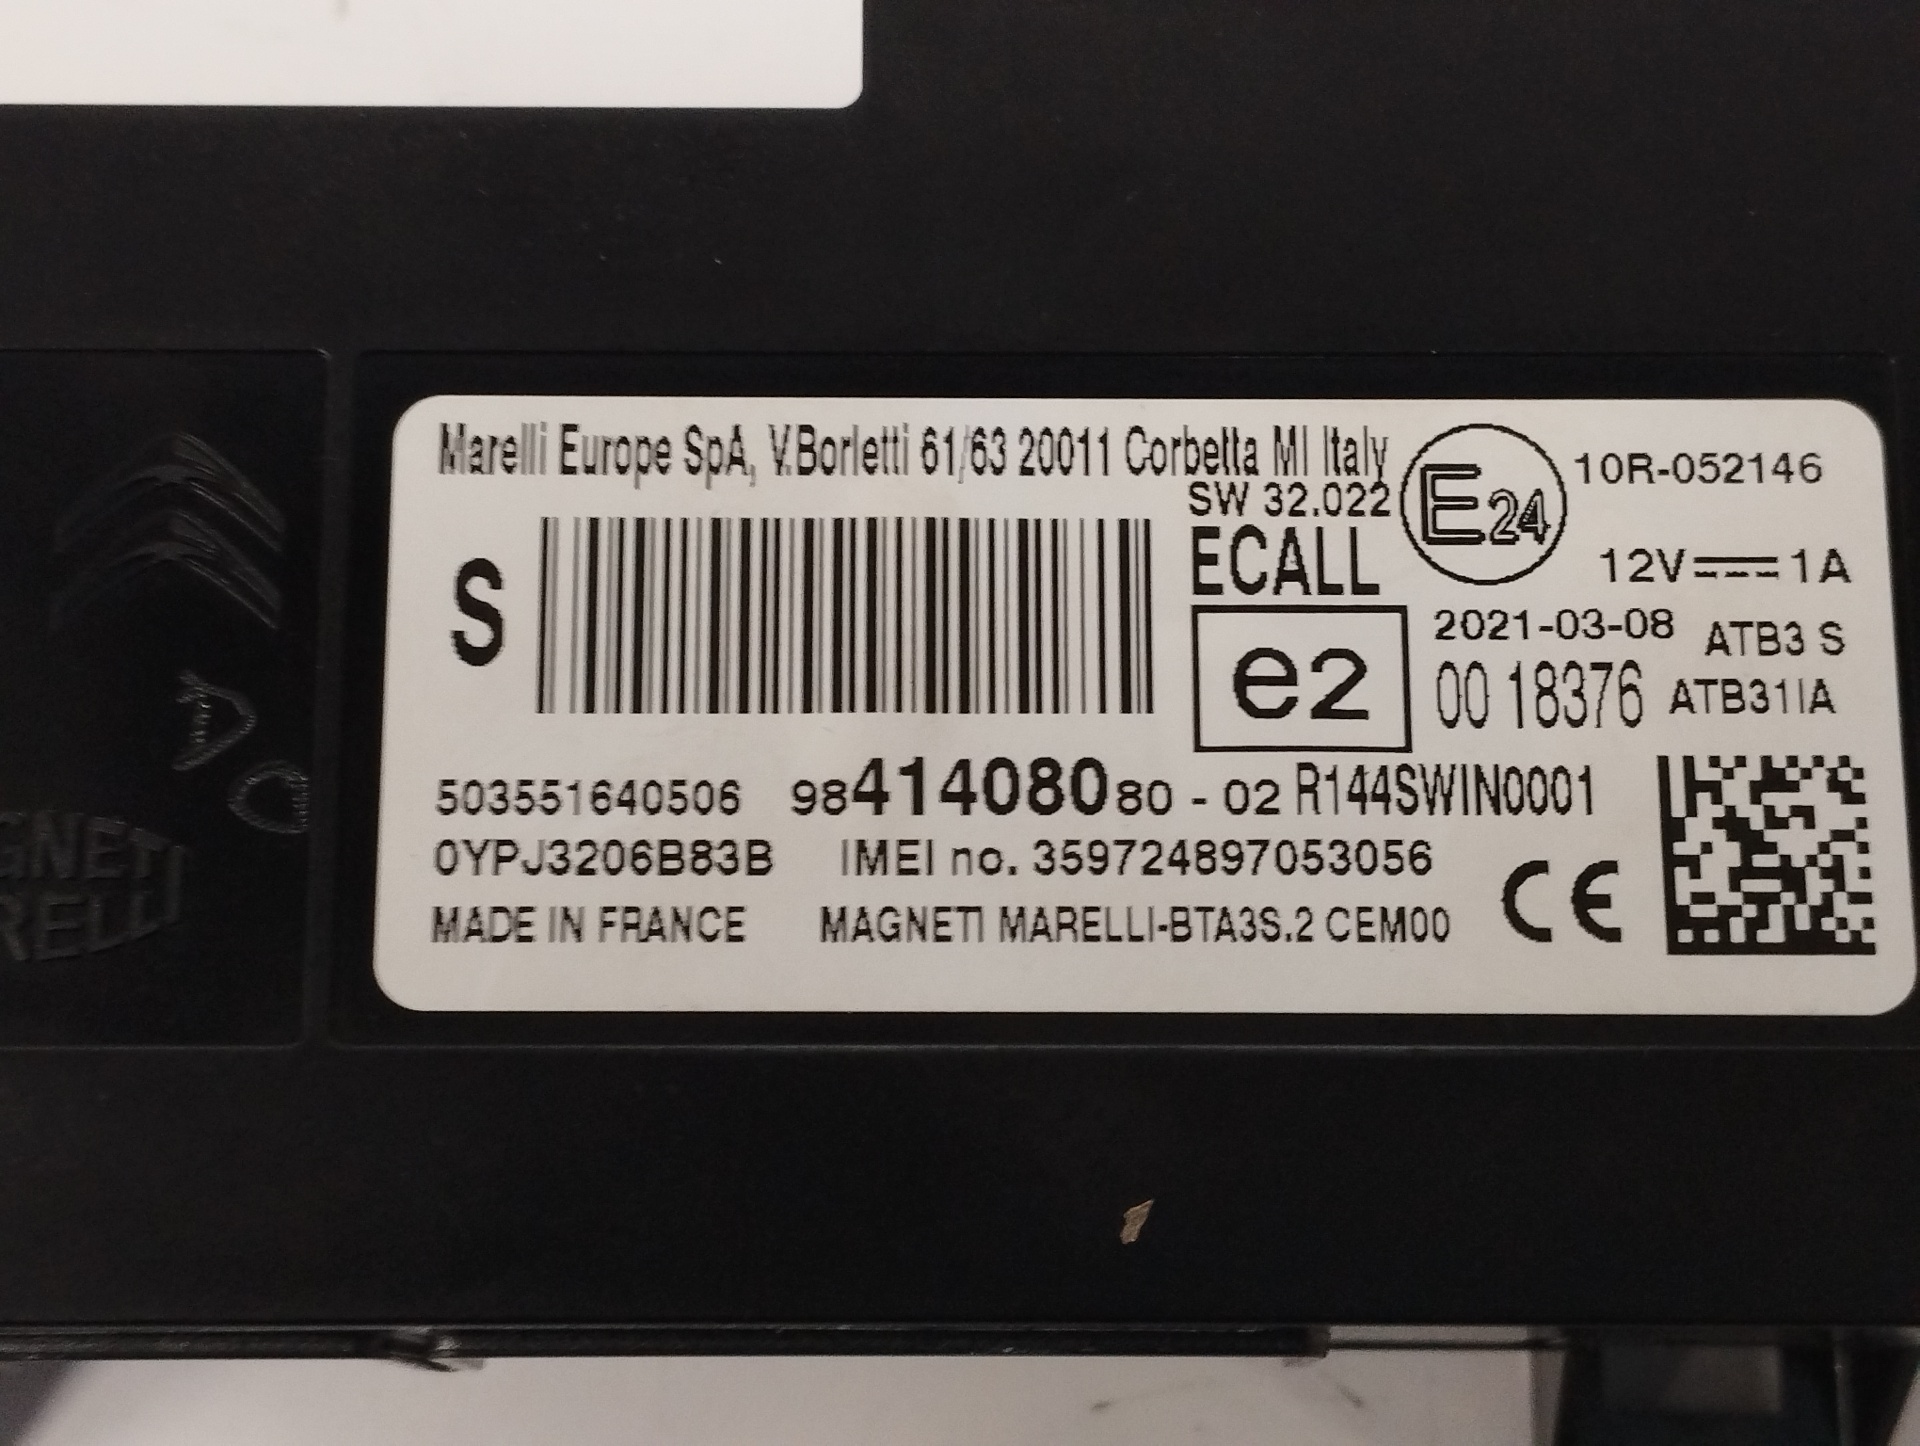 Marelli Europe SpA, V.Borletti 61/63 20011 Corbetta MI Italy
SW 32.022
ECALL
E24
10R-052146
12V 1A
S
e2
2021-03-08
00 18376
ATB3 S
ATB31IA
503551640506 9841408080 - 02 R144SWIN0001
0YPJ3206B83B IMEI no. 359724897053056
MADE IN FRANCE MAGNETI MARELLI-BTA3S.2 CEM00
CE
GNETI
RELLI